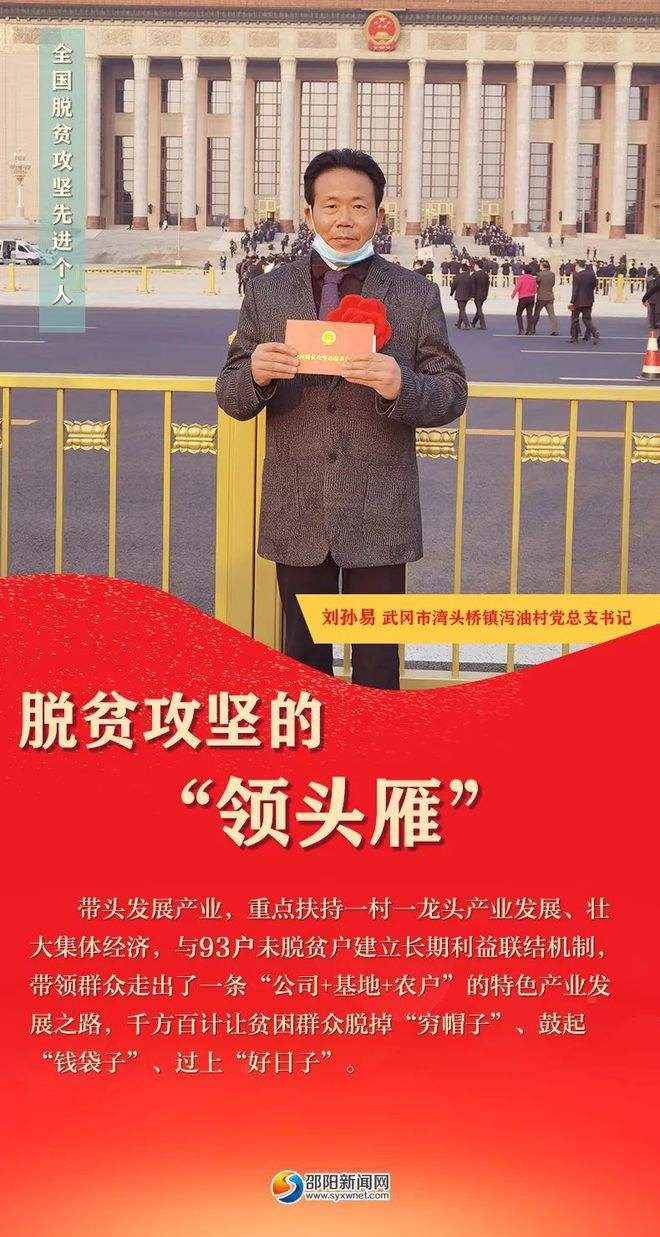 全国脱贫攻坚先进个人
刘孙易 武冈市湾头桥镇泻油村党总支书记
脱贫攻坚的
“领头雁”
带头发展产业，重点扶持一村一龙头产业发展、壮
大集体经济，与93户未脱贫户建立长期利益联结机制，
带领群众走出了一条“公司+基地+农户”的特色产业发
展之路，千方百计让贫困群众脱掉“穷帽子”、鼓起
“钱袋子”、过上“好日子”。
邵阳新闻网
www.syxwnet.com